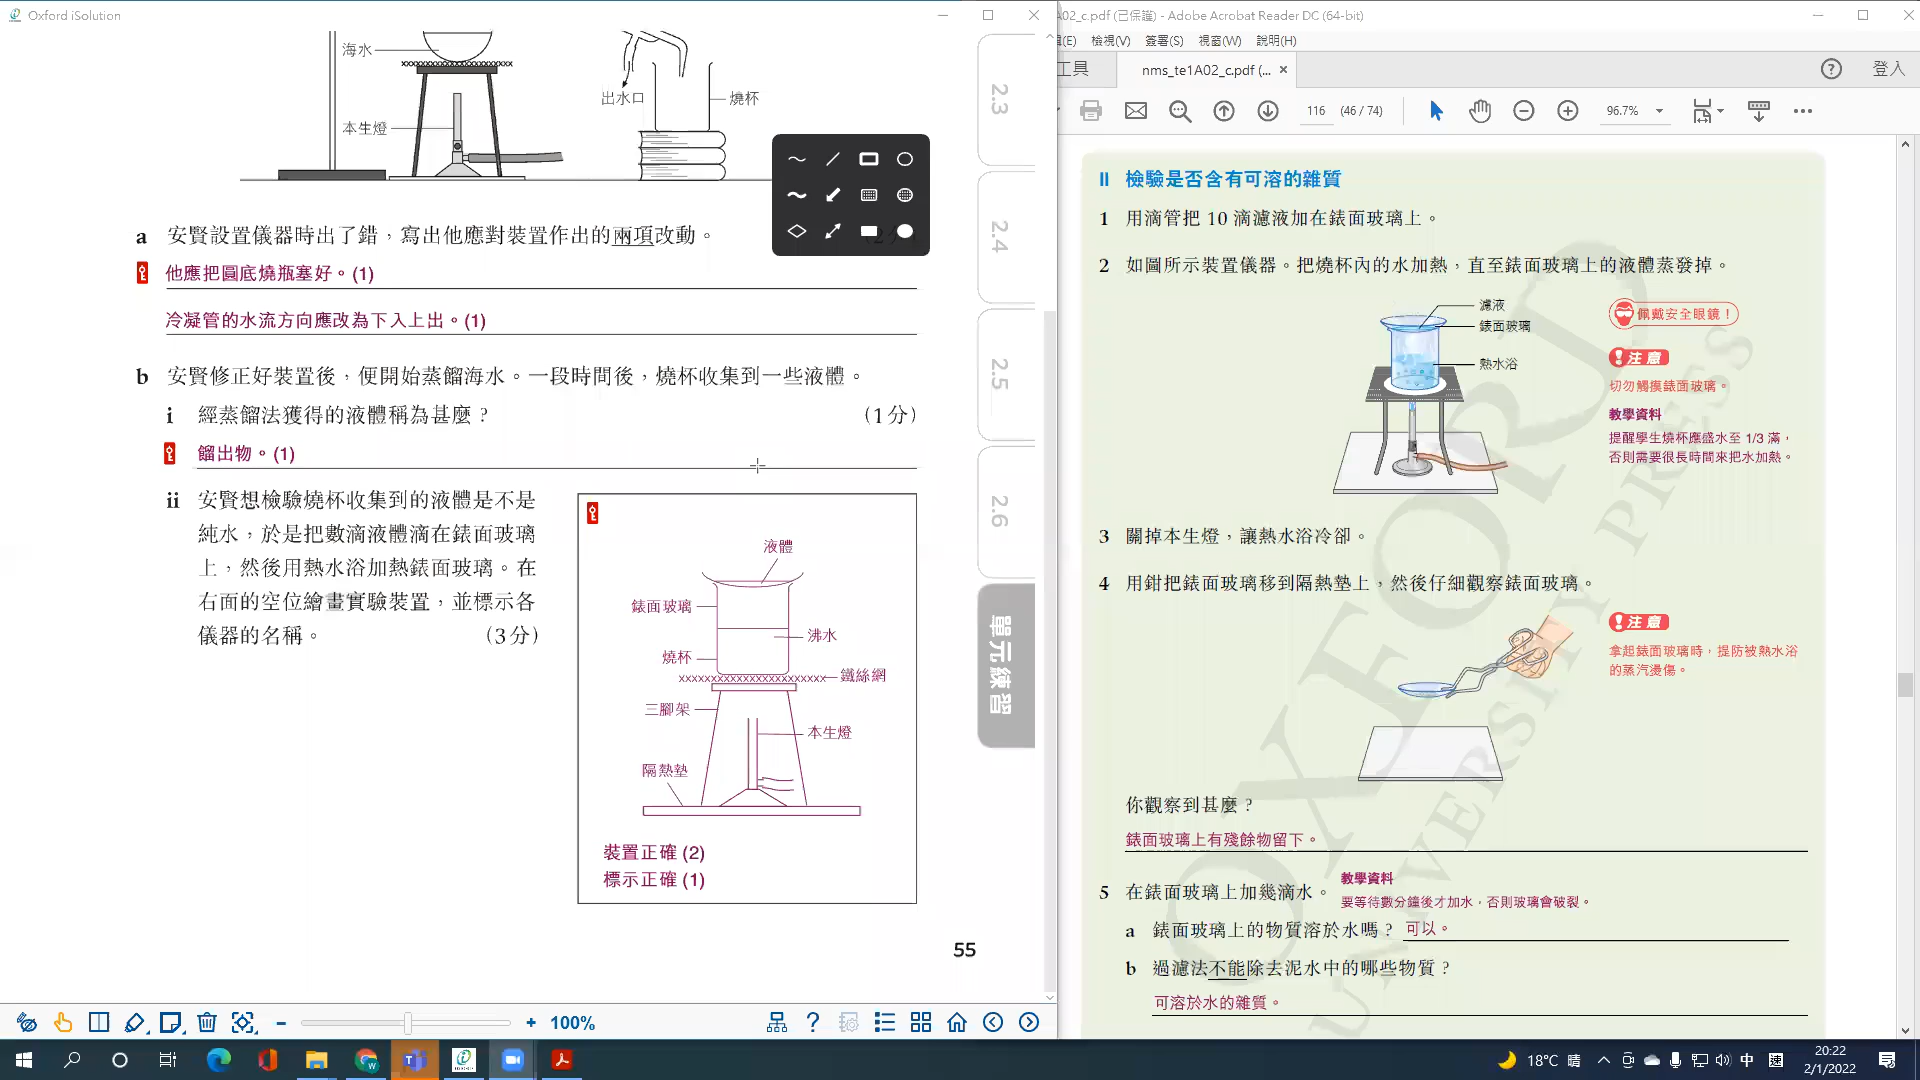 Oxford iSolution
海水
本生燈
出水口
燒杯
a 安賢設置儀器時出了錯，寫出他應對裝置作出的兩項改動。
他應把圓底燒瓶塞好。(1)
冷凝管的水流方向應改為下入上出。(1)
b 安賢修正好裝置後，便開始蒸餾海水。一段時間後，燒杯收集到一些液體。
i 經蒸餾法獲得的液體稱為甚麼？ (1分)
餾出物。(1)
ii 安賢想檢驗燒杯收集到的液體是不是
純水，於是把數滴液體滴在錶面玻璃
上，然後用熱水浴加熱錶面玻璃。在
右面的空位繪畫實驗裝置，並標示各
儀器的名稱。 (3分)
液體
錶面玻璃
沸水
燒杯
鐵絲網
三腳架
本生燈
隔熱墊
裝置正確 (2)
標示正確 (1)
55
2.3
2.4
2.5
2.6
單元練習
100%
A02_c.pdf (已保護) - Adobe Acrobat Reader DC (64-bit)
(E) 檢視(V) 簽署(S) 視窗(W) 說明(H)
工具 nms_te1A02_c.pdf (... × 登入
116 (46 / 74) 96.7%
II 檢驗是否含有可溶的雜質
1 用滴管把 10 滴濾液加在錶面玻璃上。
2 如圖所示裝置儀器。把燒杯內的水加熱，直至錶面玻璃上的液體蒸發掉。
濾液
錶面玻璃
熱水浴
佩戴安全眼鏡！
注意
切勿觸摸錶面玻璃。
教學資料
提醒學生燒杯應盛水至 1/3 滿，
否則需要很長時間來把水加熱。
3 關掉本生燈，讓熱水浴冷卻。
4 用鉗把錶面玻璃移到隔熱墊上，然後仔細觀察錶面玻璃。
注意
拿起錶面玻璃時，提防被熱水浴
的蒸汽燙傷。
你觀察到甚麼？
錶面玻璃上有殘餘物留下。
5 在錶面玻璃上加幾滴水。
教學資料
要等待數分鐘後才加水，否則玻璃會破裂。
a 錶面玻璃上的物質溶於水嗎？ 可以。
b 過濾法不能除去泥水中的哪些物質？
可溶於水的雜質。
OXFORD
UNIVERSITY PRESS
18°C 晴
中
20:22
2/1/2022